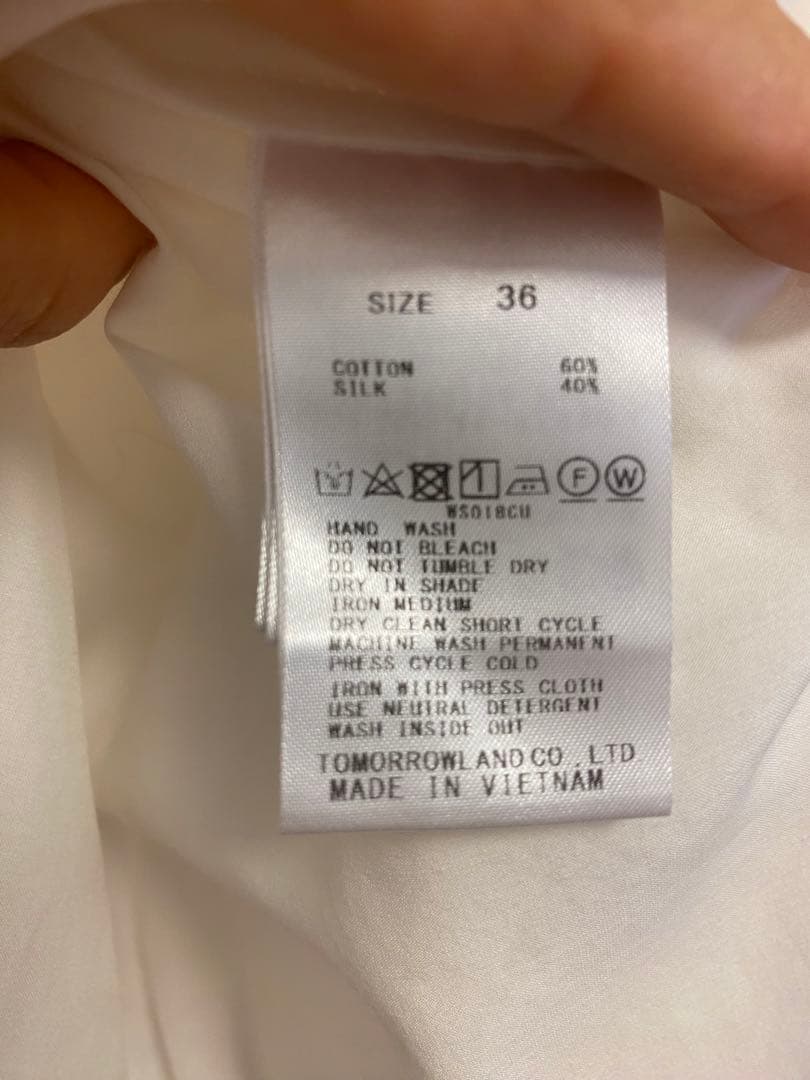 SIZE 36
COTTON 60%
SILK 40%
F W
WS018CU
HAND WASH
DO NOT BLEACH
DO NOT TUMBLE DRY
DRY IN SHADE
IRON MEDIUM
DRY CLEAN SHORT CYCLE
MACHINE WASH PERMANENT
PRESS CYCLE COLD
IRON WITH PRESS CLOTH
USE NEUTRAL DETERGENT
WASH INSIDE OUT
TOMORROWLAND CO.,LTD
MADE IN VIETNAM